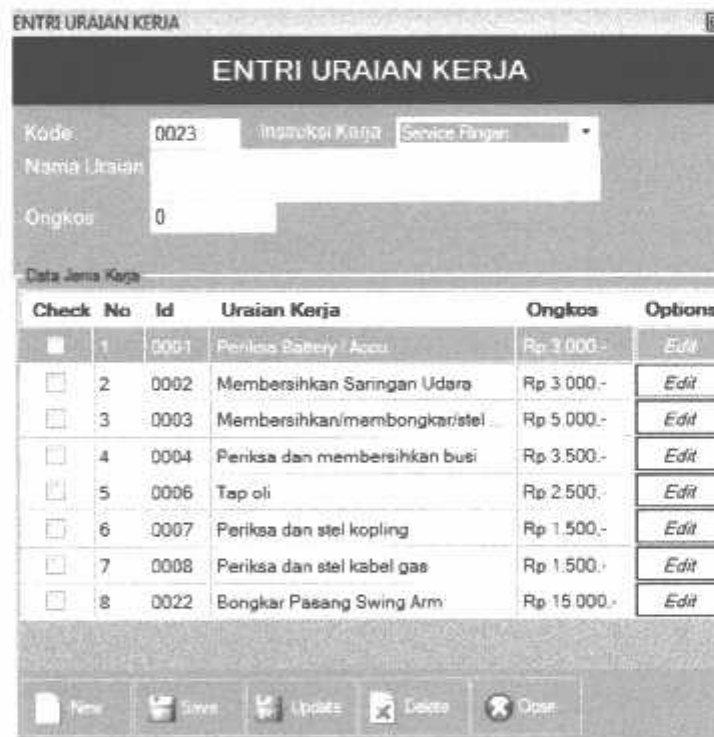 ENTRI URAIAN KERJA
ENTRI URAIAN KERJA
Kode 0023 Instruksi Kerja Service Ringan
Nama Uraian
Ongkos 0
Data Jenis Kerja
Check No Id Uraian Kerja Ongkos Options
1 0001 Periksa Battery / Accu Rp 3.000,- Edit
2 0002 Membersihkan Saringan Udara Rp 3.000,- Edit
3 0003 Membersihkan/membongkar/stel ... Rp 5.000,- Edit
4 0004 Periksa dan membersihkan busi Rp 3.500,- Edit
5 0006 Tap oli Rp 2.500,- Edit
6 0007 Periksa dan stel kopling Rp 1.500,- Edit
7 0008 Periksa dan stel kabel gas Rp 1.500,- Edit
8 0022 Bongkar Pasang Swing Arm Rp 15.000,- Edit
New Save Update Delete Close